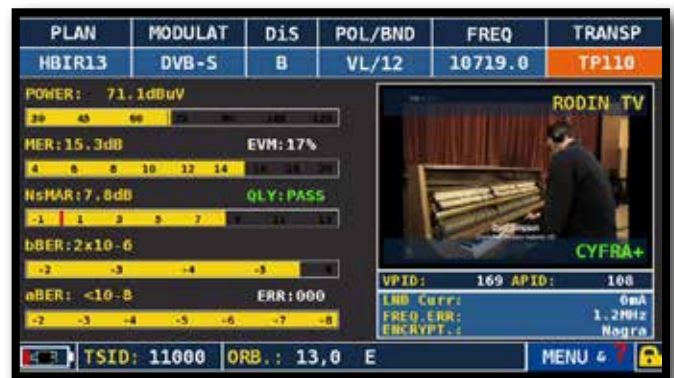 PLAN MODULAT DiS POL/BND FREQ TRANSP
HBIR13 DVB-S B VL/12 10719.0 TP110
POWER: 71.1dBuV
30 45 60
MER:15.3dB EVM:17%
4 6 8 10 12 14
NsMAR:7.8dB QLY:PASS
-1 1 3 5 7
bBER:2x10-6
-2 -3 -4 -5
aBER: <10-8 ERR:000
-2 -3 -4 -5 -6 -7 -8
RODIN TV
CYFRA+
VPID: 169 APID: 108
LNB Curr: 0mA
FREQ.ERR: 1.2MHz
ENCRYPT.: Nagra
TSID: 11000 ORB.: 13,0 E MENU & ?